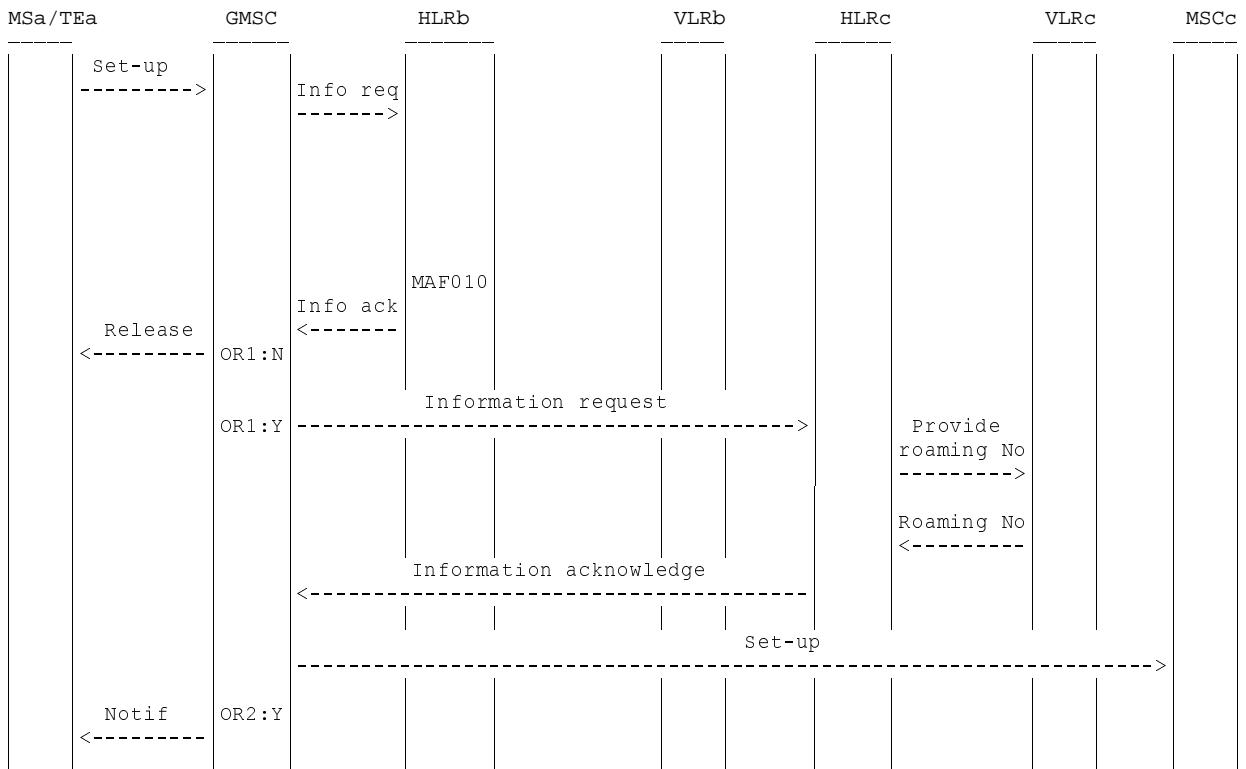 MSa/TEa GMSC HLRb VLRb HLRc VLRc MSCc
Set-up
Info req
MAF010
Info ack
Release
OR1:N
Information request
OR1:Y
Provide
roaming No
Roaming No
Information acknowledge
Set-up
Notif OR2:Y